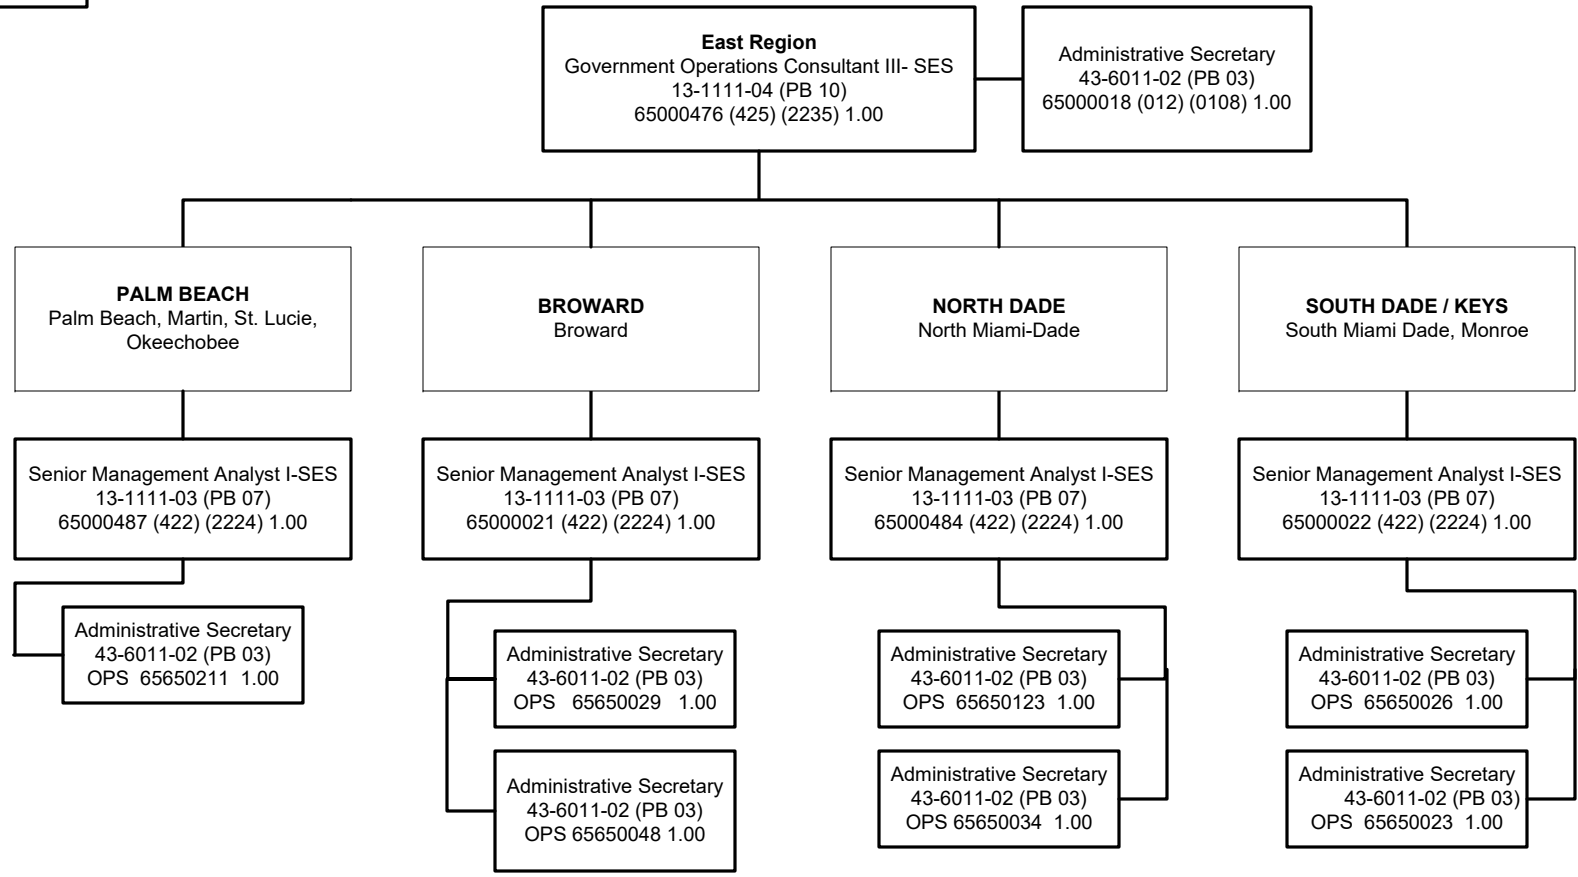 East Region
Government Operations Consultant III- SES
13-1111-04 (PB 10)
65000476 (425) (2235) 1.00
Administrative Secretary
43-6011-02 (PB 03)
65000018 (012) (0108) 1.00
PALM BEACH
Palm Beach, Martin, St. Lucie,
Okeechobee
BROWARD
Broward
NORTH DADE
North Miami-Dade
SOUTH DADE / KEYS
South Miami Dade, Monroe
Senior Management Analyst I-SES
13-1111-03 (PB 07)
65000487 (422) (2224) 1.00
Senior Management Analyst I-SES
13-1111-03 (PB 07)
65000021 (422) (2224) 1.00
Senior Management Analyst I-SES
13-1111-03 (PB 07)
65000484 (422) (2224) 1.00
Senior Management Analyst I-SES
13-1111-03 (PB 07)
65000022 (422) (2224) 1.00
Administrative Secretary
43-6011-02 (PB 03)
OPS 65650211 1.00
Administrative Secretary
43-6011-02 (PB 03)
OPS 65650029 1.00
Administrative Secretary
43-6011-02 (PB 03)
OPS 65650123 1.00
Administrative Secretary
43-6011-02 (PB 03)
OPS 65650026 1.00
Administrative Secretary
43-6011-02 (PB 03)
OPS 65650048 1.00
Administrative Secretary
43-6011-02 (PB 03)
OPS 65650034 1.00
Administrative Secretary
43-6011-02 (PB 03)
OPS 65650023 1.00